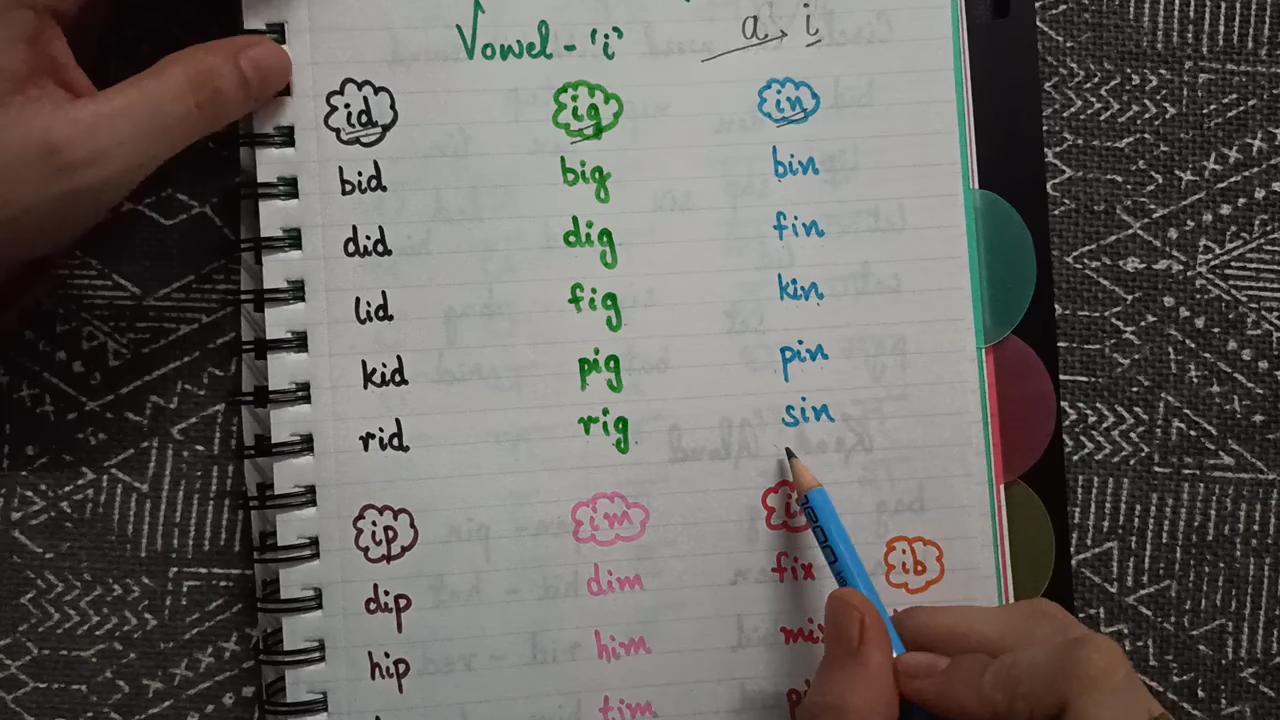 Vowel - 'i' a i
id ig in
bid big bin
did dig fin
lid fig kin
kid pig pin
rid rig sin
ip im ib
dip dim fix
hip him
tim